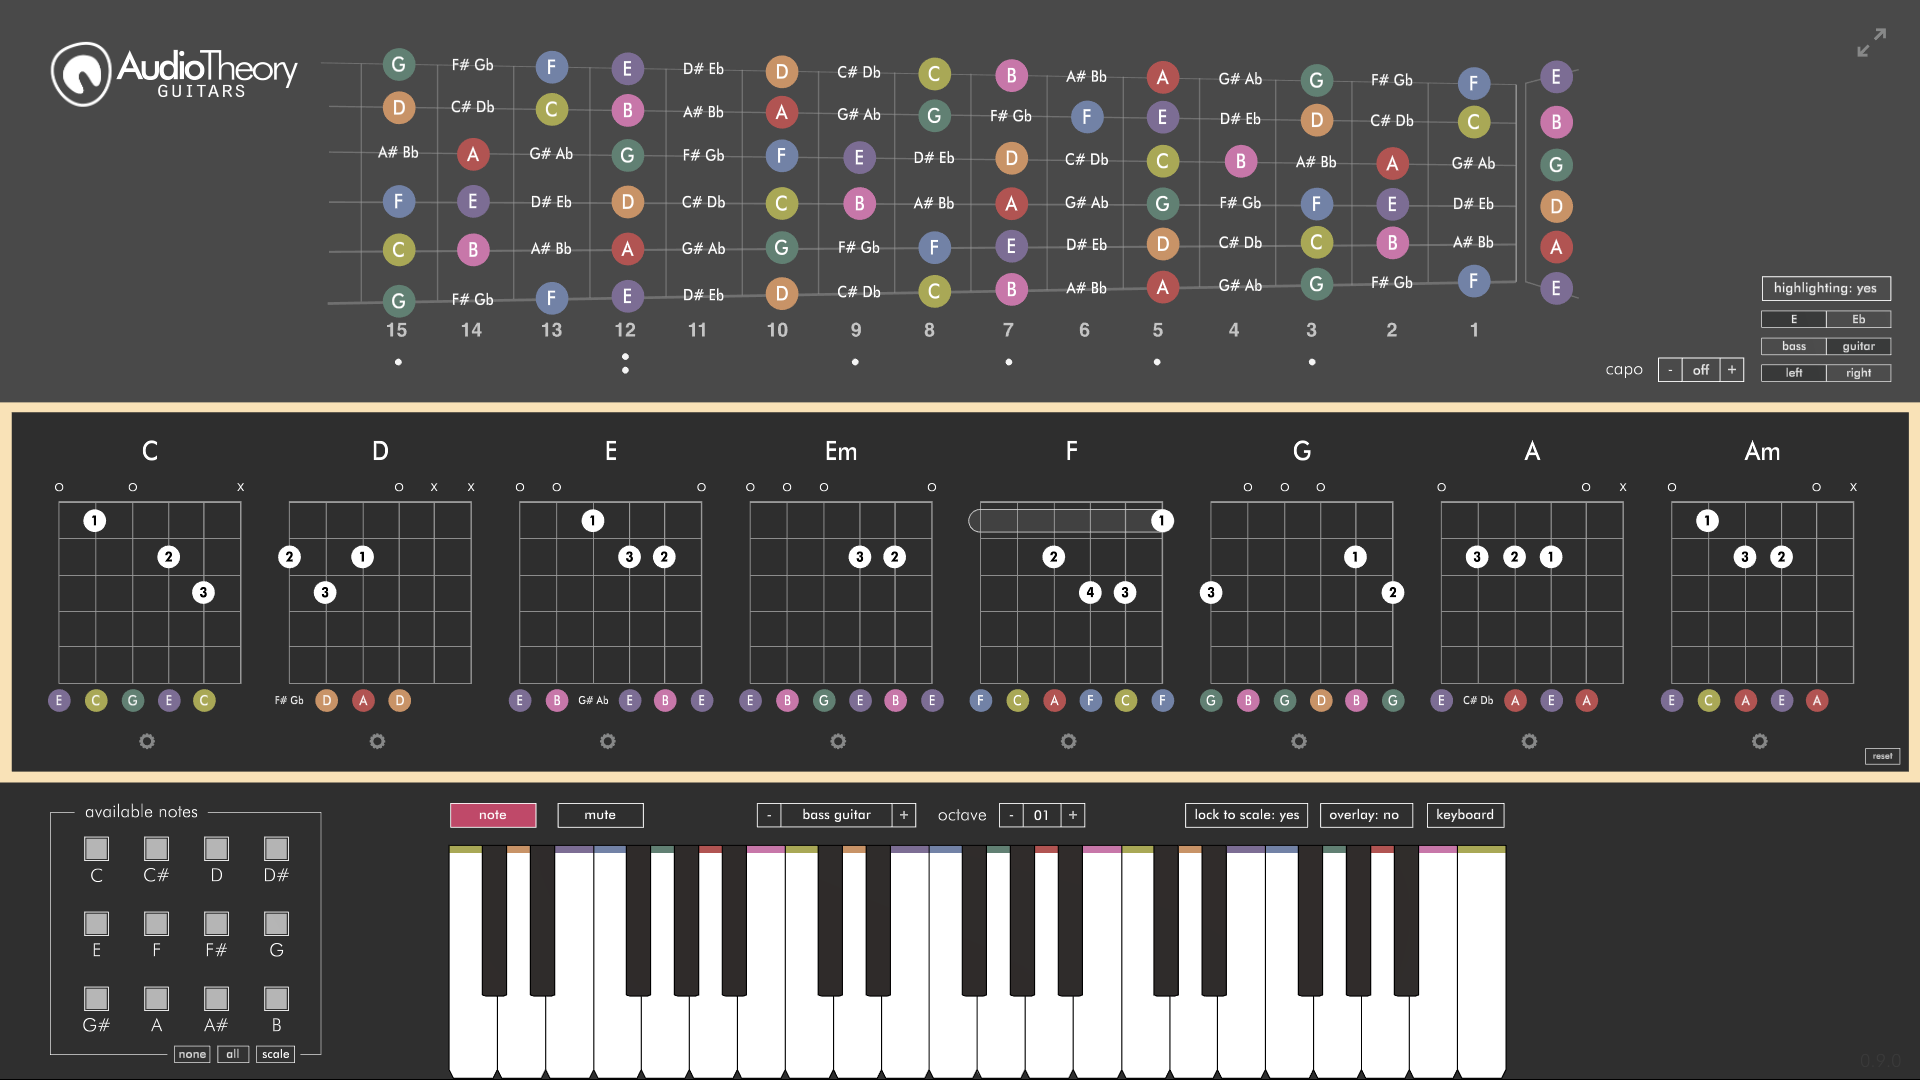 AudioTheory
GUITARS
G F# Gb F E D# Eb D C# Db C B A# Bb A G# Ab G F# Gb F E
D C# Db C B A# Bb A G# Ab G F# Gb F E D# Eb D C# Db C B
A# Bb A G# Ab G F# Gb F E D# Eb D C# Db C B A# Bb A G# Ab G
F E D# Eb D C# Db C B A# Bb A G# Ab G F# Gb F E D# Eb D
C B A# Bb A G# Ab G F# Gb F E D# Eb D C# Db C B A# Bb A
G F# Gb F E D# Eb D C# Db C B A# Bb A G# Ab G F# Gb F E
15 14 13 12 11 10 9 8 7 6 5 4 3 2 1
highlighting: yes
E Eb
bass guitar
capo - off +
left right
C D E Em F G A Am
o o x o x x o o o o o o o o o o o o x o o x
1 1 1 1
2 2 1 3 2 3 2 2 1 3 2 1 3 2
3 3 4 3 3 2
E C G E C F# Gb D A D E B G# Ab E B E E B G E B E F C A F C F G B G D B G E C# Db A E A E C A E A
reset
available notes
C C# D D#
E F F# G
G# A A# B
none all scale
note mute - bass guitar + octave - 01 + lock to scale: yes overlay: no keyboard
0.9.0